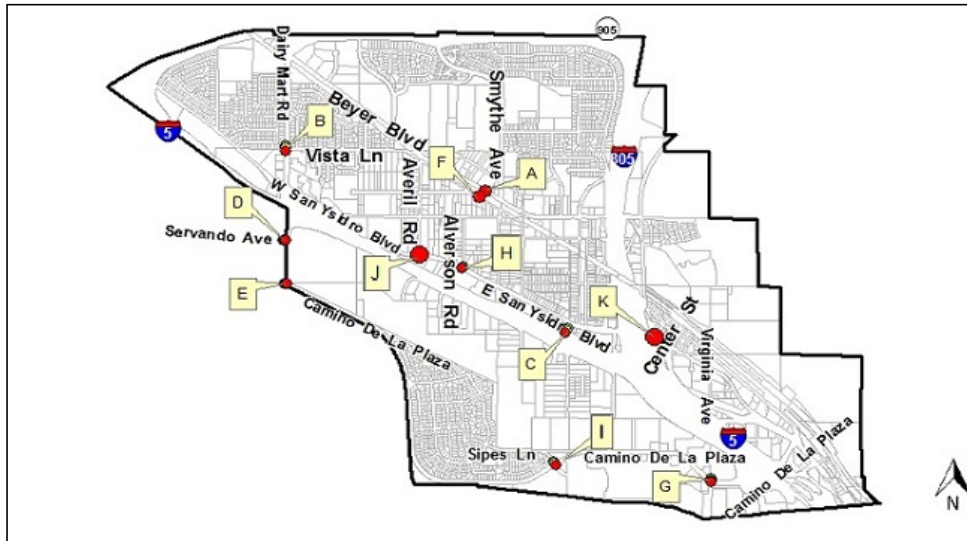 905
Dairy Mart Rd
Smythe Ave
Beyer Blvd
5
B
Vista Ln
805
F
A
Averil Rd
W San Ysidro Blvd
D
Servando Ave
Alverson Rd
H
J
K
E
E San Ysidro Blvd
Center St
Virginia Ave
Camino De La Plaza
C
5
I
Sipes Ln
Camino De La Plaza
G
Camino De La Plaza
N